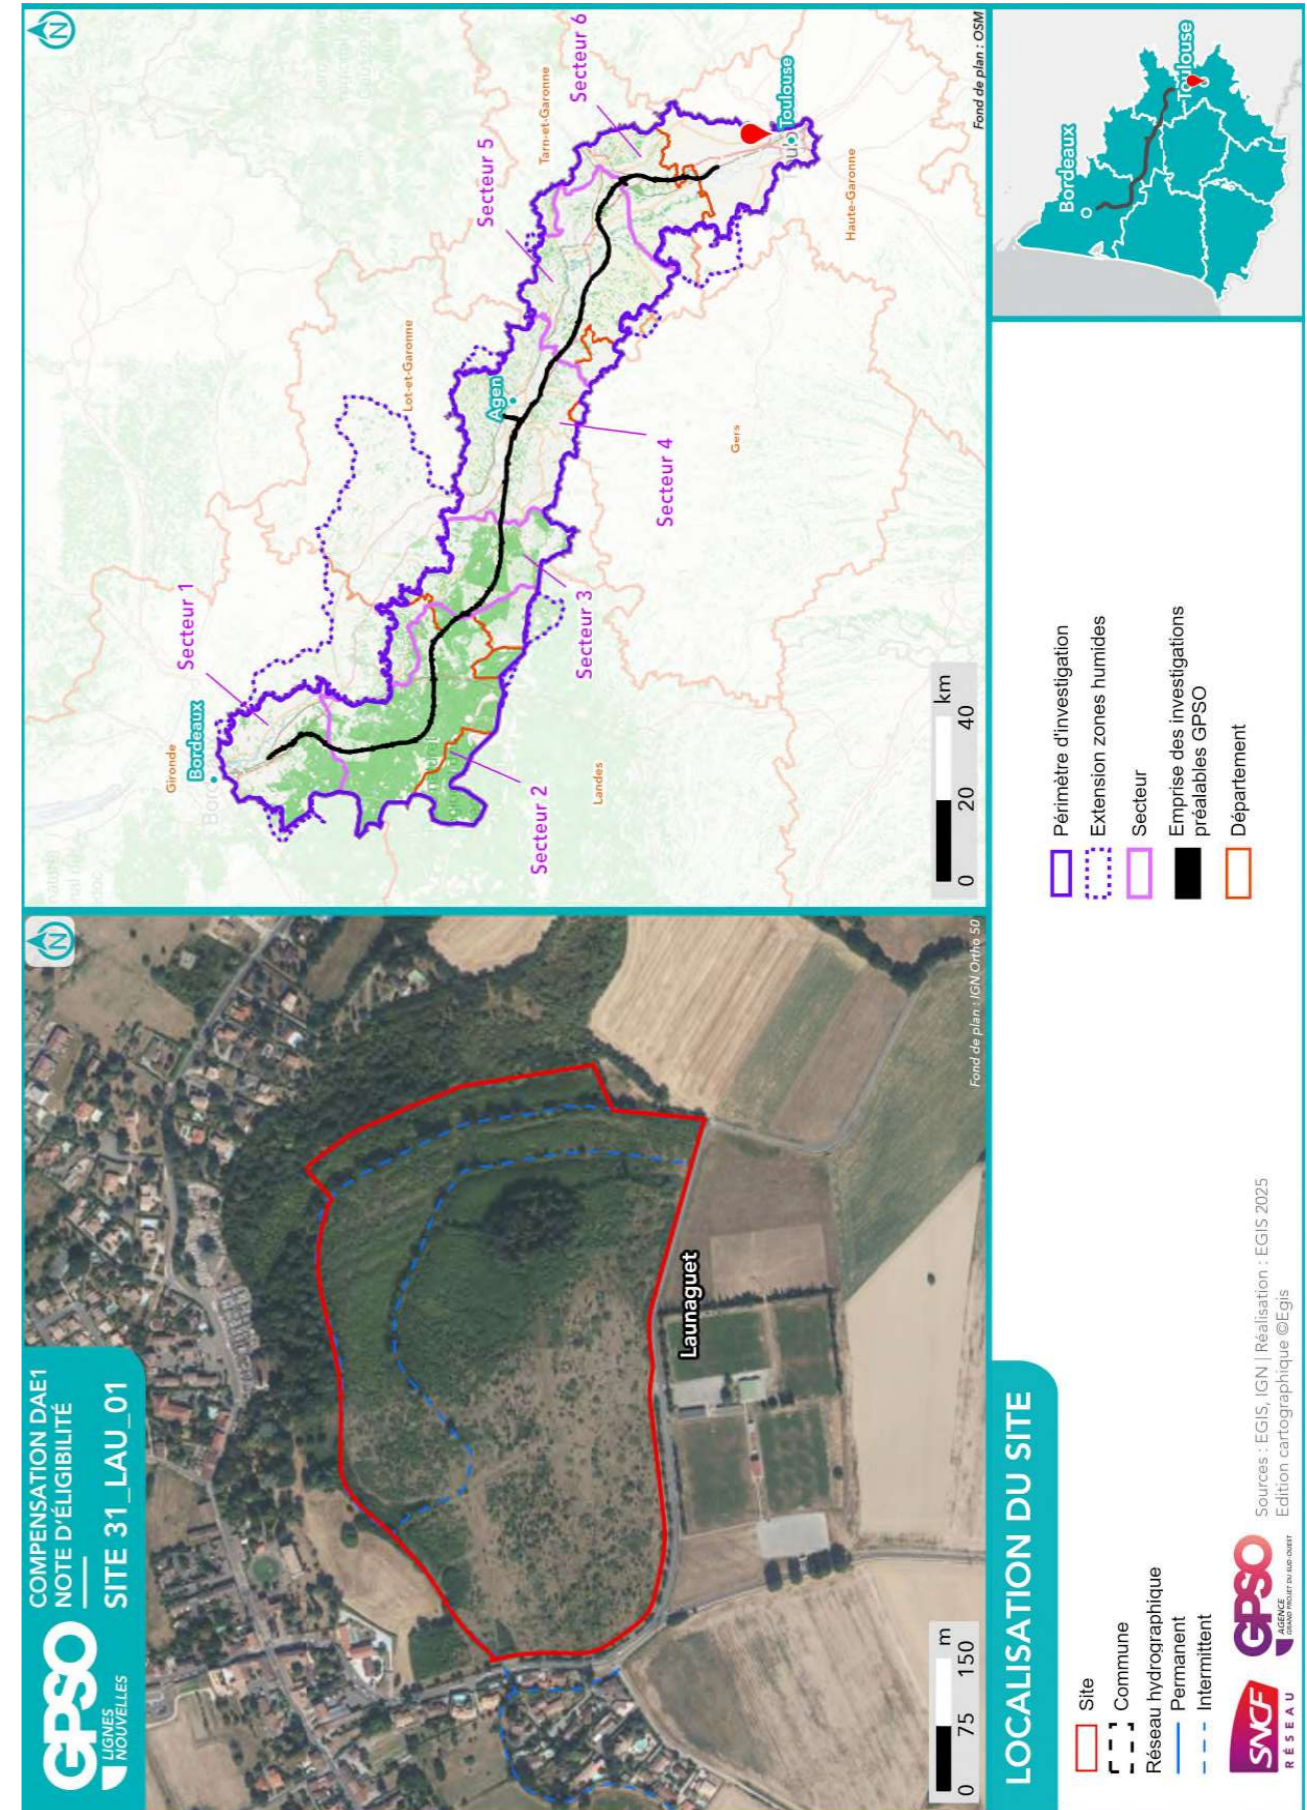 GPSO
LIGNES
NOUVELLES
COMPENSATION DAE1
NOTE D'ÉLIGIBILITÉ
SITE 31_LAU_01
N
Launaguet
0 75 150 m
Fond de plan : IGN Ortho 50
N
Gironde
Bordeaux
Secteur 1
Secteur 2
Landes
Secteur 3
Lot-et-Garonne
Agen
Secteur 4
Gers
Secteur 5
Tarn-et-Garonne
Secteur 6
Toulouse
Haute-Garonne
0 20 40 km
Fond de plan : OSM
LOCALISATION DU SITE
Site
Commune
Réseau hydrographique
Permanent
Intermittent
Périmètre d'investigation
Extension zones humides
Secteur
Emprise des investigations
préalables GPSO
Département
Bordeaux
Toulouse
SNCF
RÉSEAU
GPSO
AGENCE
GRAND PROJET DU SUD-OUEST
Sources : EGIS, IGN | Réalisation : EGIS 2025
Edition cartographique ©Egis